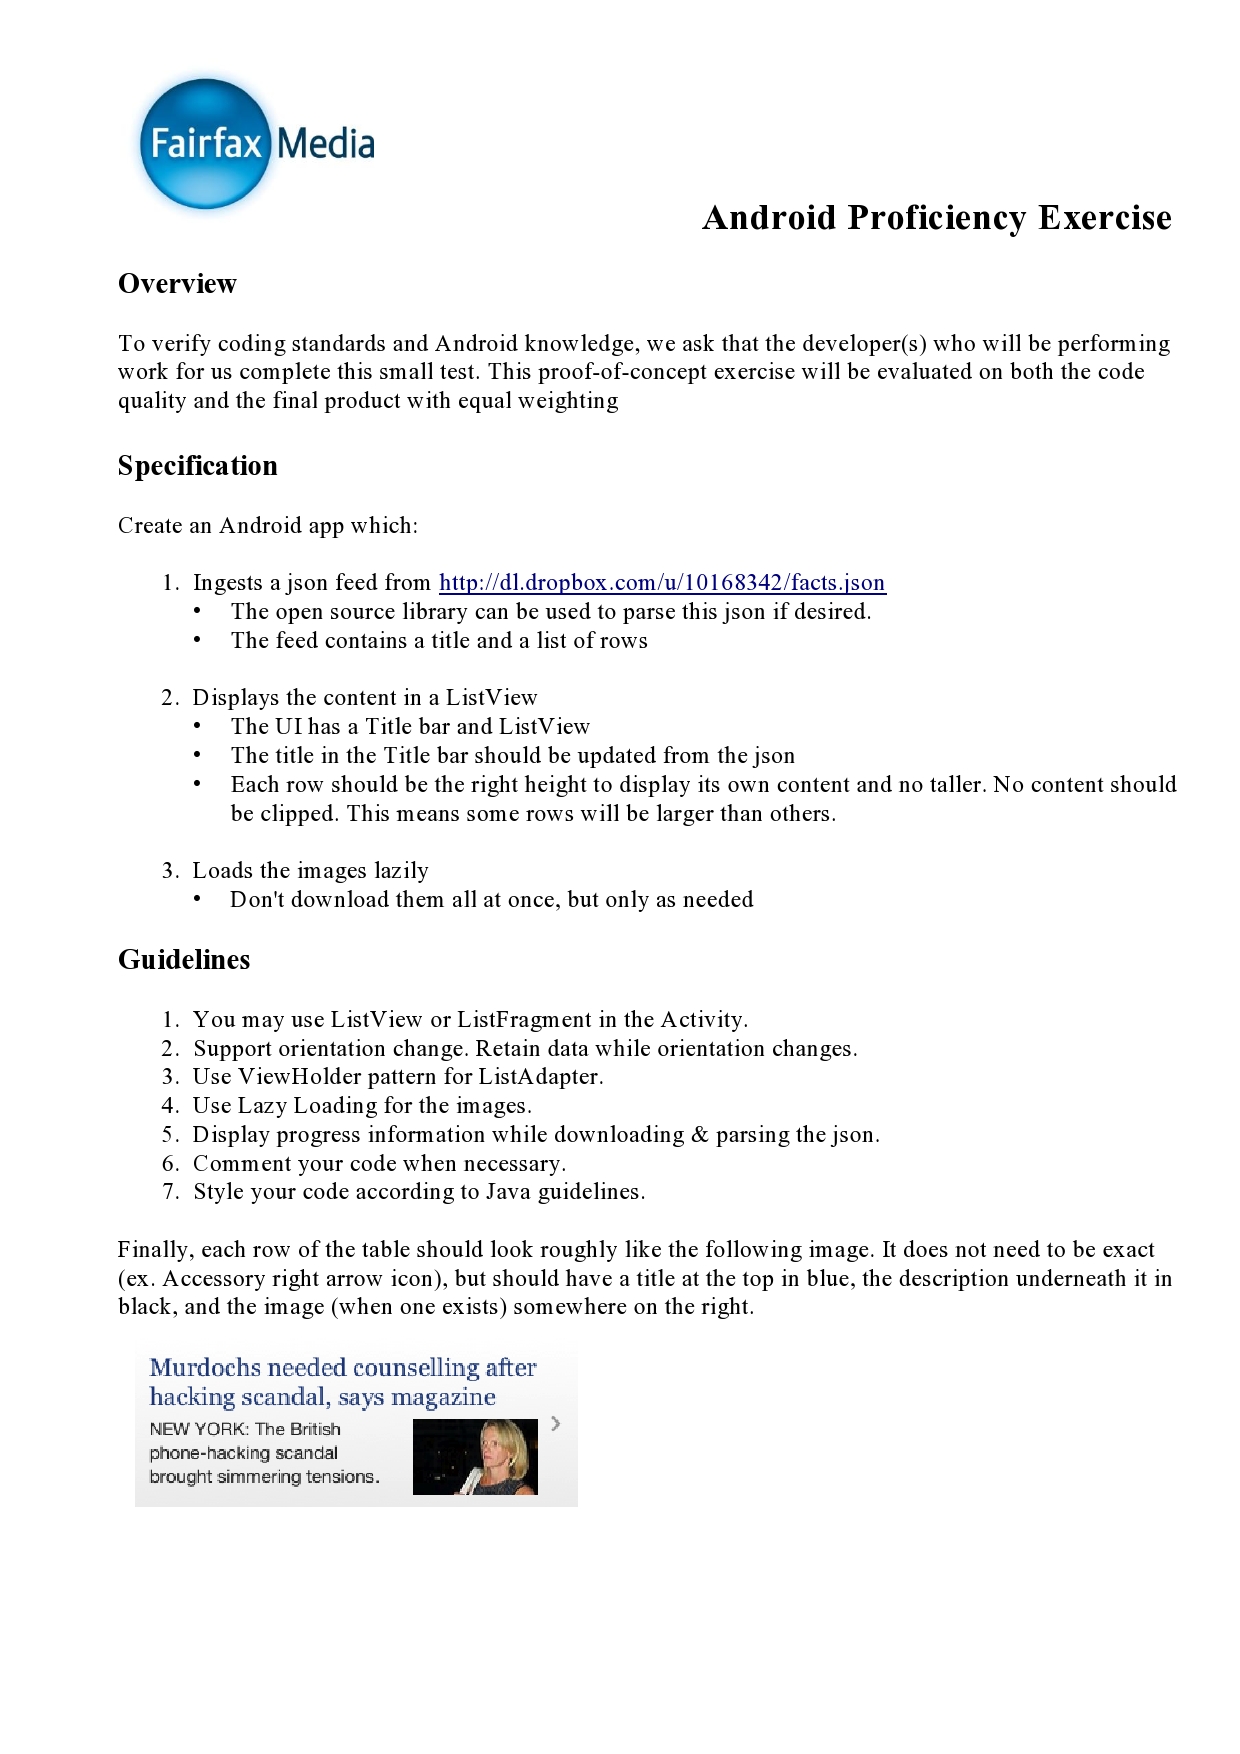 Fairfax Media
Android Proficiency Exercise
Overview
To verify coding standards and Android knowledge, we ask that the developer(s) who will be performing
work for us complete this small test. This proof-of-concept exercise will be evaluated on both the code
quality and the final product with equal weighting
Specification
Create an Android app which:
1. Ingests a json feed from http://dl.dropbox.com/u/10168342/facts.json
• The open source library can be used to parse this json if desired.
• The feed contains a title and a list of rows
2. Displays the content in a ListView
• The UI has a Title bar and ListView
• The title in the Title bar should be updated from the json
• Each row should be the right height to display its own content and no taller. No content should
be clipped. This means some rows will be larger than others.
3. Loads the images lazily
• Don't download them all at once, but only as needed
Guidelines
1. You may use ListView or ListFragment in the Activity.
2. Support orientation change. Retain data while orientation changes.
3. Use ViewHolder pattern for ListAdapter.
4. Use Lazy Loading for the images.
5. Display progress information while downloading & parsing the json.
6. Comment your code when necessary.
7. Style your code according to Java guidelines.
Finally, each row of the table should look roughly like the following image. It does not need to be exact
(ex. Accessory right arrow icon), but should have a title at the top in blue, the description underneath it in
black, and the image (when one exists) somewhere on the right.
Murdochs needed counselling after
hacking scandal, says magazine
NEW YORK: The British
phone-hacking scandal
brought simmering tensions.